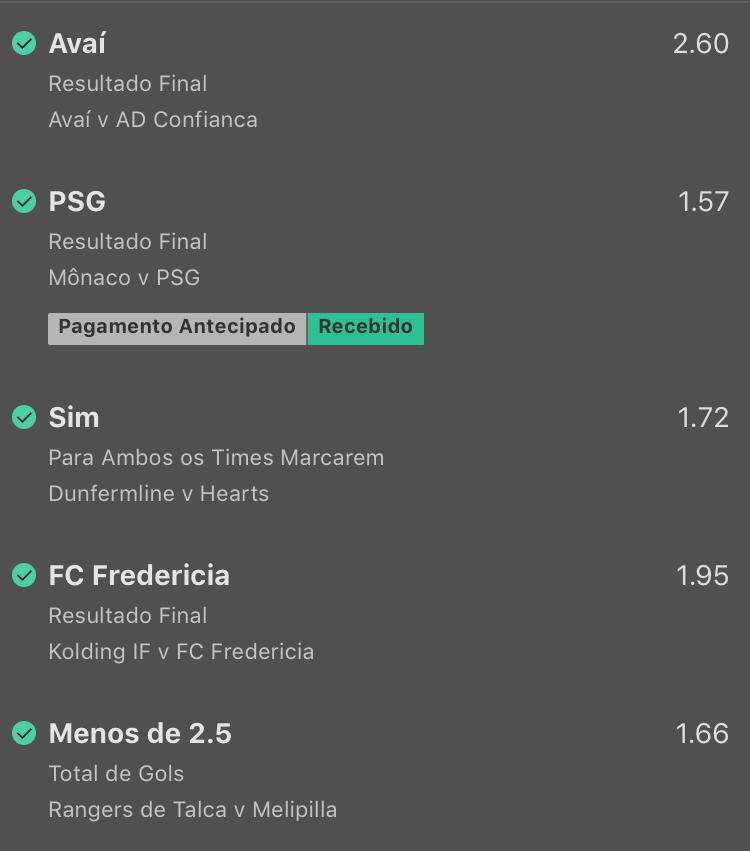 Avaí 2.60
Resultado Final
Avaí v AD Confianca
PSG 1.57
Resultado Final
Mônaco v PSG
Pagamento Antecipado Recebido
Sim 1.72
Para Ambos os Times Marcarem
Dunfermline v Hearts
FC Fredericia 1.95
Resultado Final
Kolding IF v FC Fredericia
Menos de 2.5 1.66
Total de Gols
Rangers de Talca v Melipilla